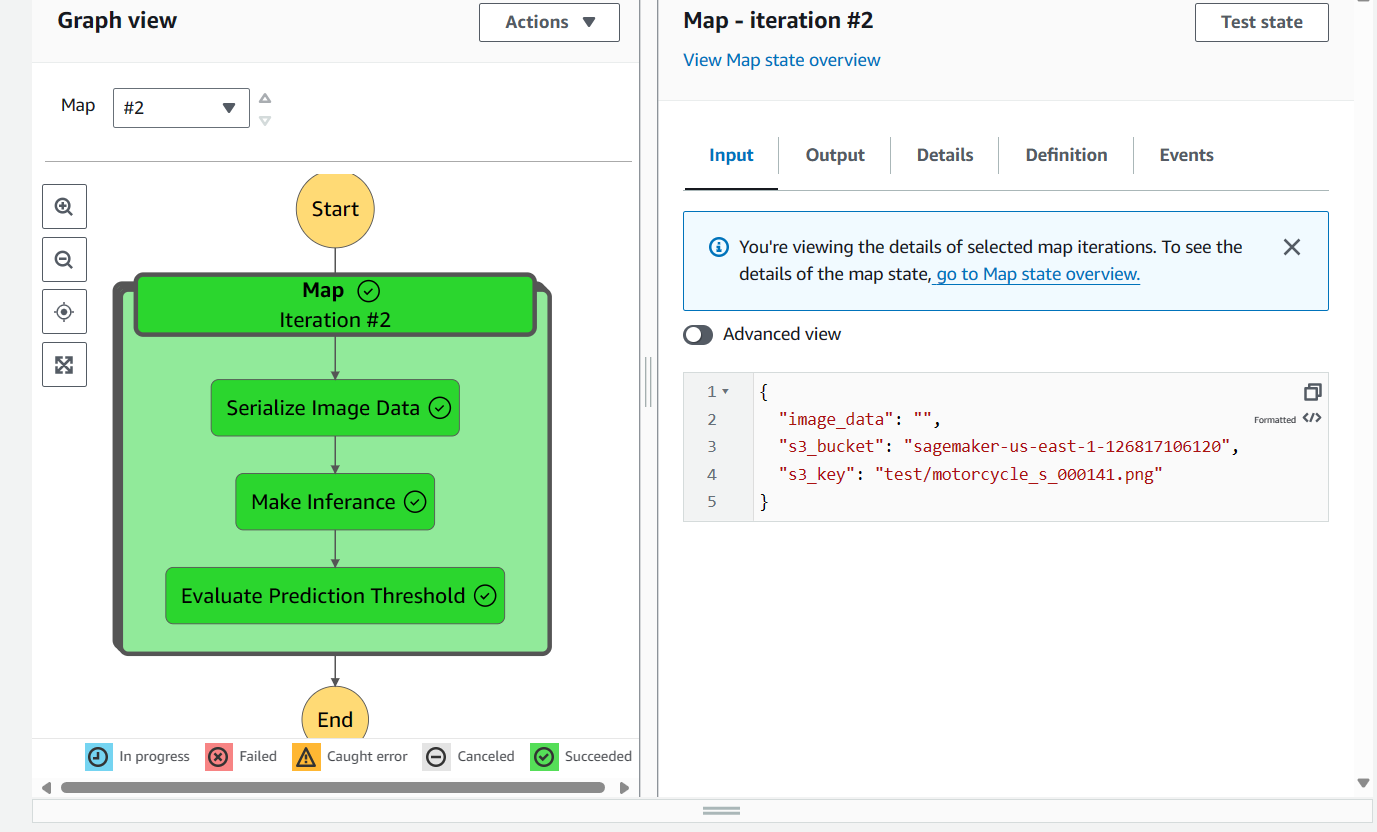 Graph view
Actions
Map
#2
Start
Map
Iteration #2
Serialize Image Data
Make Inferance
Evaluate Prediction Threshold
End
In progress
Failed
Caught error
Canceled
Succeeded
Map - iteration #2
Test state
View Map state overview
Input
Output
Details
Definition
Events
You're viewing the details of selected map iterations. To see the
details of the map state, go to Map state overview.
Advanced view
1 {
2 "image_data": "",
Formatted
3 "s3_bucket": "sagemaker-us-east-1-126817106120",
4 "s3_key": "test/motorcycle_s_000141.png"
5 }